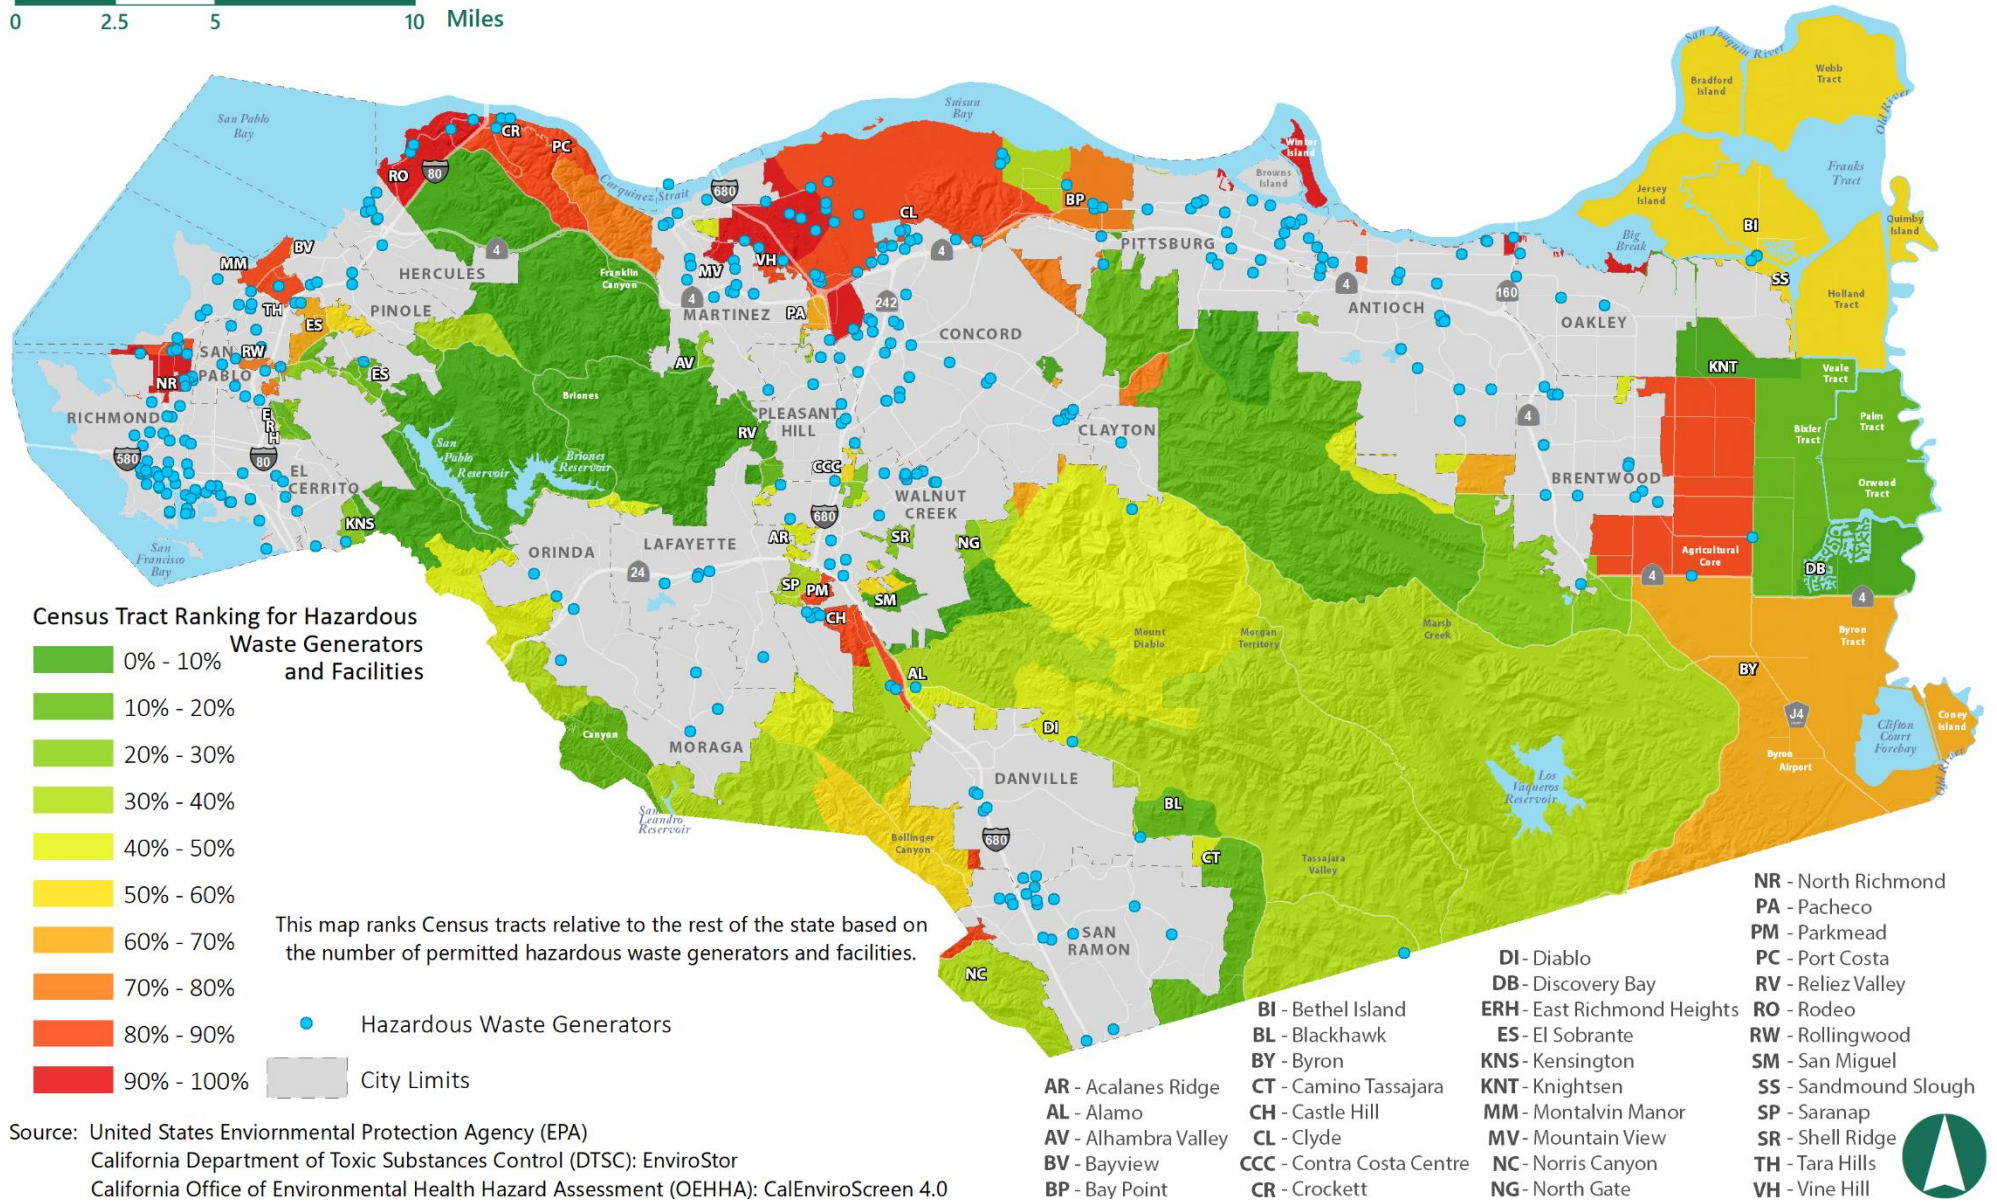 0 2.5 5 10 Miles
San Joaquin River
Bradford
Island
Webb
Tract
Old River
San Pablo
Bay
Suisun
Bay
CR
PC
RO
80
Carquinez Strait
680
Winter
Island
Browns
Island
Franks
Tract
Jersey
Island
BP
CL
BI
Quimby
Island
Big
Break
BV
MM
HERCULES
4
Franklin
Canyon
MV
VH
4
PITTSBURG
SS
TH
PINOLE
4
MARTINEZ
PA
242
CONCORD
4
ANTIOCH
160
OAKLEY
Holland
Tract
ES
SAN
PABLO
RW
NR
ES
AV
KNT
Veale
Tract
RICHMOND
E
R
H
Briones
PLEASANT
HILL
RV
CLAYTON
4
Bixler
Tract
Palm
Tract
580
80
San
Pablo
Reservoir
Briones
Reservoir
CCC
EL
CERRITO
WALNUT
CREEK
BRENTWOOD
Orwood
Tract
KNS
680
San
Francisco
Bay
ORINDA
LAFAYETTE
AR
SR
NG
24
Agricultural
Core
4
DB
4
SP
PM
SM
CH
Mount
Diablo
Morgan
Territory
Marsh
Creek
Byron
Tract
BY
AL
DI
J4
Clifton
Court
Forebay
Coney
Island
Old River
Canyon
MORAGA
DANVILLE
Byron
Airport
Los
Vaqueros
Reservoir
BL
San
Leandro
Reservoir
Bollinger
Canyon
680
CT
Tassajara
Valley
SAN
RAMON
NC
Census Tract Ranking for Hazardous
Waste Generators
and Facilities
0% - 10%
10% - 20%
20% - 30%
30% - 40%
40% - 50%
50% - 60%
60% - 70%
70% - 80%
80% - 90%
90% - 100%
This map ranks Census tracts relative to the rest of the state based on
the number of permitted hazardous waste generators and facilities.
Hazardous Waste Generators
City Limits
Source: United States Enviornmental Protection Agency (EPA)
California Department of Toxic Substances Control (DTSC): EnviroStor
California Office of Environmental Health Hazard Assessment (OEHHA): CalEnviroScreen 4.0
AR - Acalanes Ridge
AL - Alamo
AV - Alhambra Valley
BV - Bayview
BP - Bay Point
BI - Bethel Island
BL - Blackhawk
BY - Byron
CT - Camino Tassajara
CH - Castle Hill
CL - Clyde
CCC - Contra Costa Centre
CR - Crockett
DI - Diablo
DB - Discovery Bay
ERH - East Richmond Heights
ES - El Sobrante
KNS - Kensington
KNT - Knightsen
MM - Montalvin Manor
MV - Mountain View
NC - Norris Canyon
NG - North Gate
NR - North Richmond
PA - Pacheco
PM - Parkmead
PC - Port Costa
RV - Reliez Valley
RO - Rodeo
RW - Rollingwood
SM - San Miguel
SS - Sandmound Slough
SP - Saranap
SR - Shell Ridge
TH - Tara Hills
VH - Vine Hill